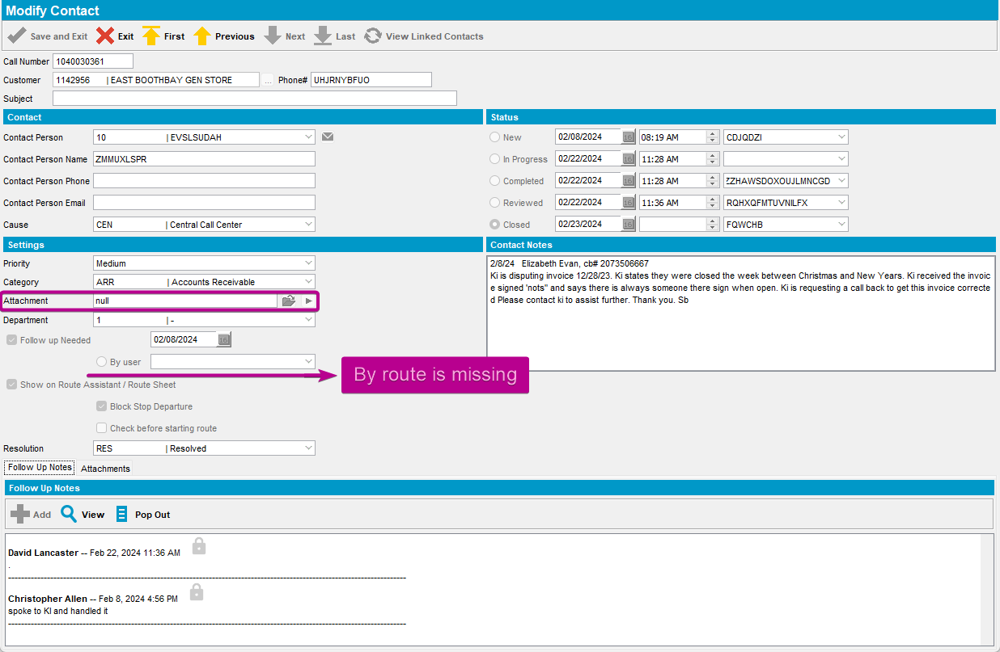 Modify Contact
Save and Exit Exit First Previous Next Last View Linked Contacts
Call Number 1040030361
Customer 1142956 | EAST BOOTHBAY GEN STORE ... Phone# UHJRNYBFUO
Subject
Contact
Contact Person 10 | EVSLSUDAH
Contact Person Name ZMMUXLSPR
Contact Person Phone
Contact Person Email
Cause CEN | Central Call Center
Status
New 02/08/2024 16 08:19 AM CDJQDZI
In Progress 02/22/2024 16 11:28 AM
Completed 02/22/2024 16 11:28 AM ZZHAWSDOXOUJLMNCGD
Reviewed 02/22/2024 16 11:36 AM RQHXQFMTUVNILFX
Closed 02/23/2024 16 FQWCHB
Settings
Priority Medium
Category ARR | Accounts Receivable
Attachment null
Department 1 | -
Follow up Needed 02/08/2024 16
By user
By route is missing
Show on Route Assistant / Route Sheet
Block Stop Departure
Check before starting route
Resolution RES | Resolved
Contact Notes
2/8/24 Elizabeth Evan, cb# 2073506667
Ki is disputing invoice 12/28/23. Ki states they were closed the week between Christmas and New Years. Ki received the invoic
e signed 'nots" and says there is always someone there sign when open. Ki is requesting a call back to get this invoice correcte
d Please contact ki to assist further. Thank you. Sb
Follow Up Notes Attachments
Follow Up Notes
Add View Pop Out
David Lancaster -- Feb 22, 2024 11:36 AM
.
Christopher Allen -- Feb 8, 2024 4:56 PM
spoke to KI and handled it